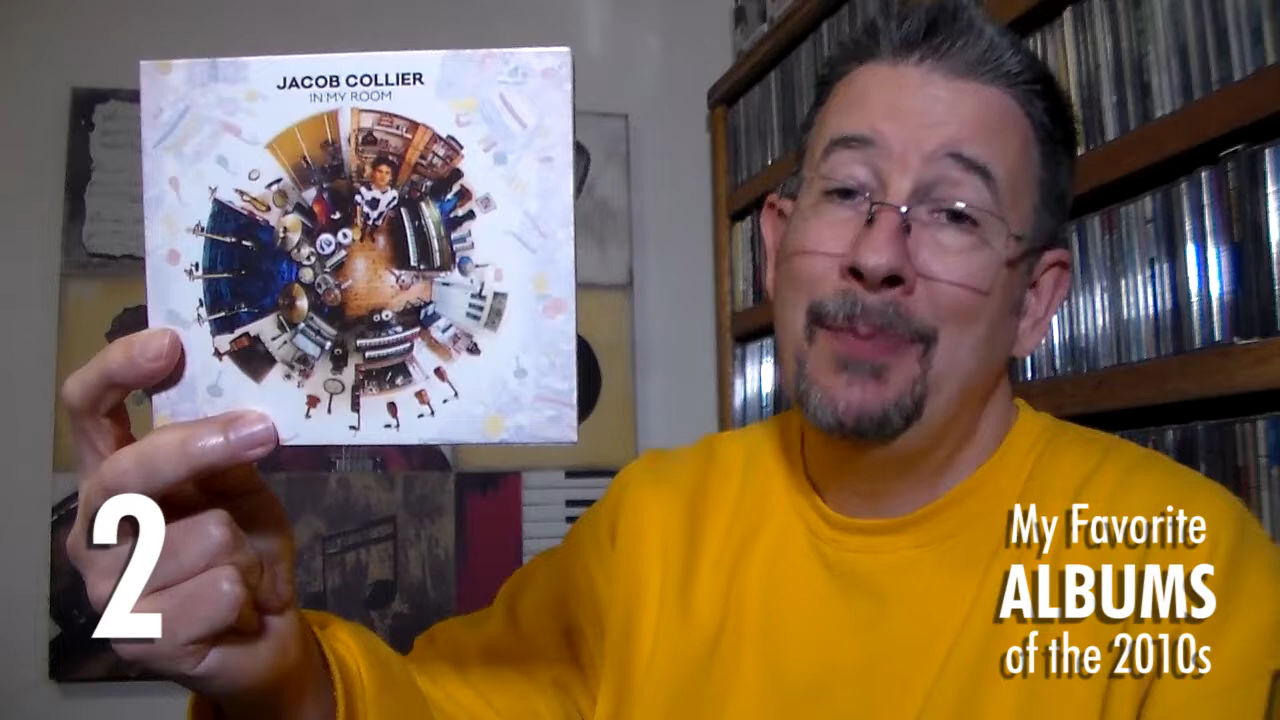 JACOB COLLIER
IN MY ROOM
2
My Favorite
ALBUMS
of the 2010s